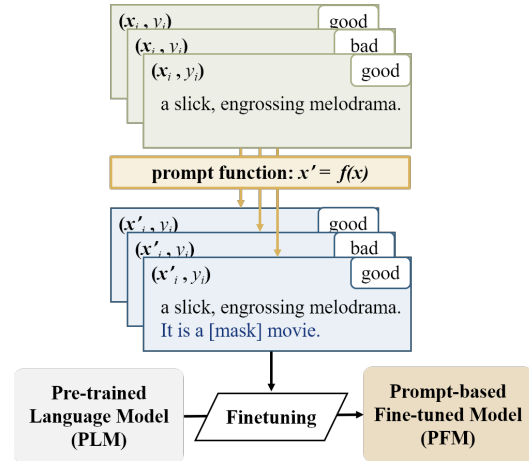 (xᵢ , yᵢ) good
(xᵢ , yᵢ) bad
(xᵢ , yᵢ) good
a slick, engrossing melodrama.
prompt function: x' = f(x)
(x'ᵢ , yᵢ) good
(x'ᵢ , yᵢ) bad
(x'ᵢ , yᵢ) good
a slick, engrossing melodrama.
It is a [mask] movie.
Pre-trained
Language Model
(PLM)
Finetuning
Prompt-based
Fine-tuned Model
(PFM)